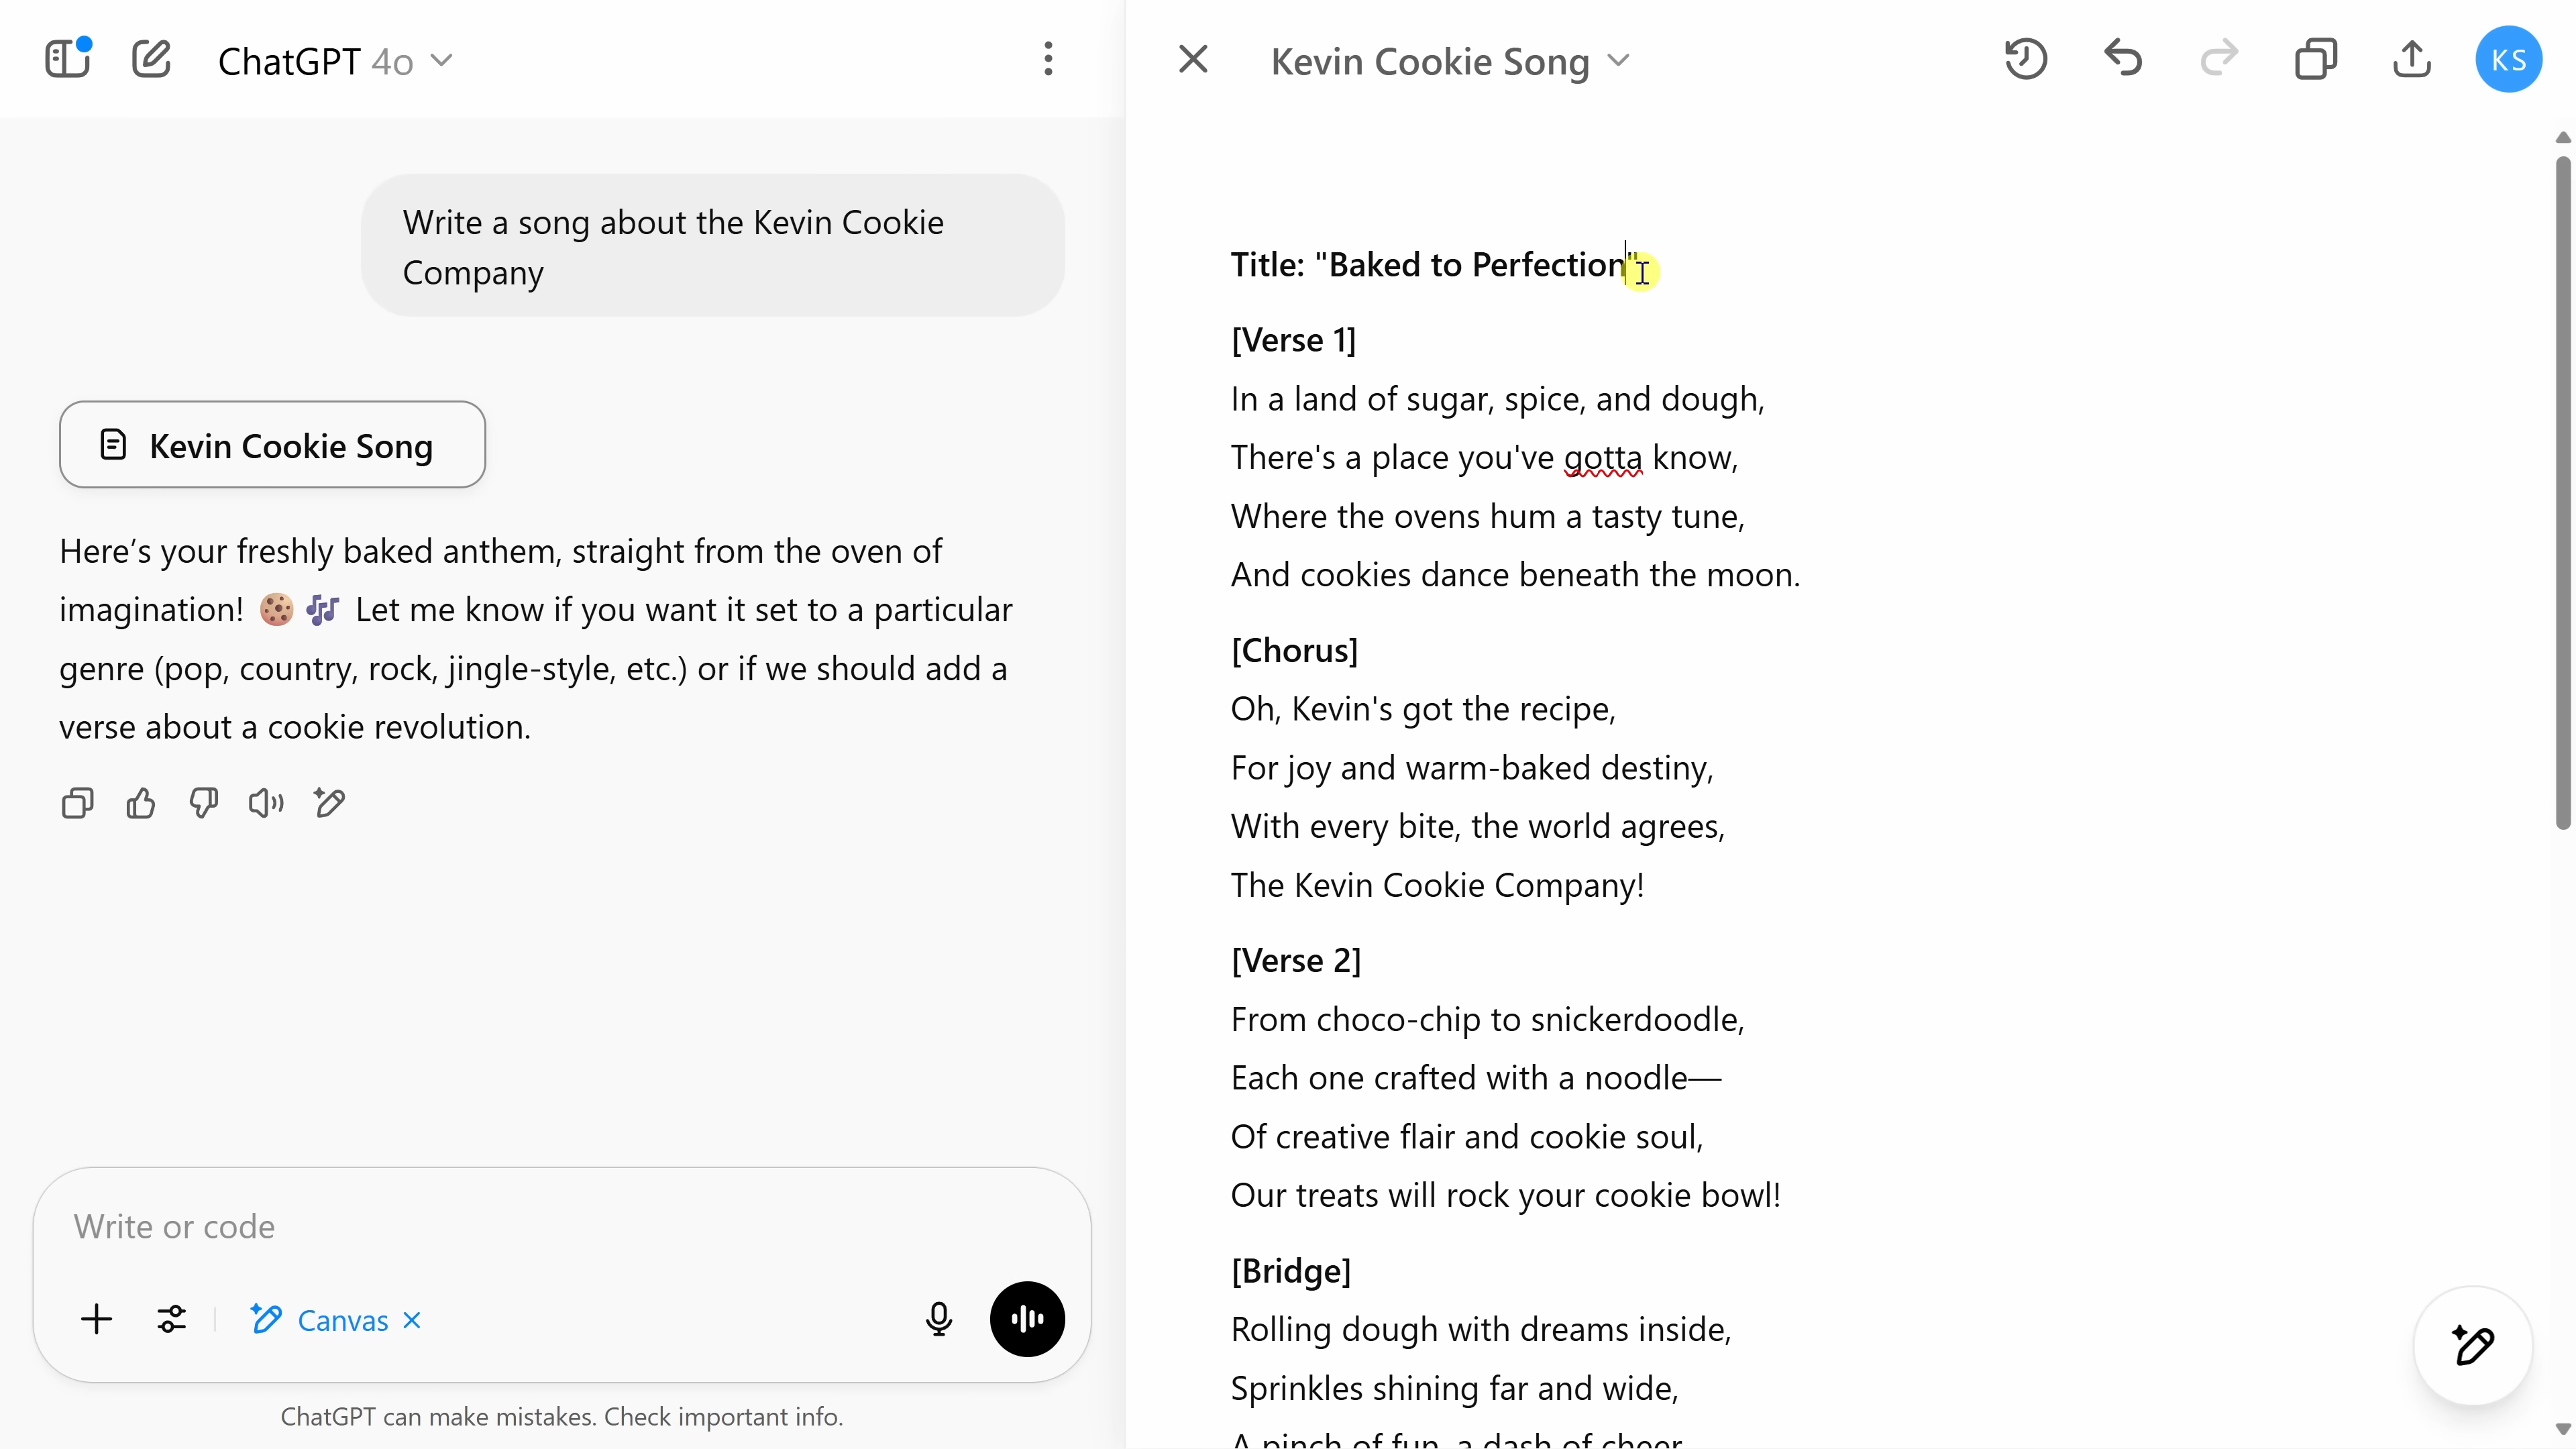 ChatGPT 4o
Write a song about the Kevin Cookie
Company
Kevin Cookie Song
Here’s your freshly baked anthem, straight from the oven of
imagination! 🍪🎶 Let me know if you want it set to a particular
genre (pop, country, rock, jingle-style, etc.) or if we should add a
verse about a cookie revolution.
Write or code
Canvas
ChatGPT can make mistakes. Check important info.
Kevin Cookie Song
KS
Title: "Baked to Perfection"
[Verse 1]
In a land of sugar, spice, and dough,
There's a place you've gotta know,
Where the ovens hum a tasty tune,
And cookies dance beneath the moon.
[Chorus]
Oh, Kevin's got the recipe,
For joy and warm-baked destiny,
With every bite, the world agrees,
The Kevin Cookie Company!
[Verse 2]
From choco-chip to snickerdoodle,
Each one crafted with a noodle—
Of creative flair and cookie soul,
Our treats will rock your cookie bowl!
[Bridge]
Rolling dough with dreams inside,
Sprinkles shining far and wide,
A pinch of fun, a dash of cheer